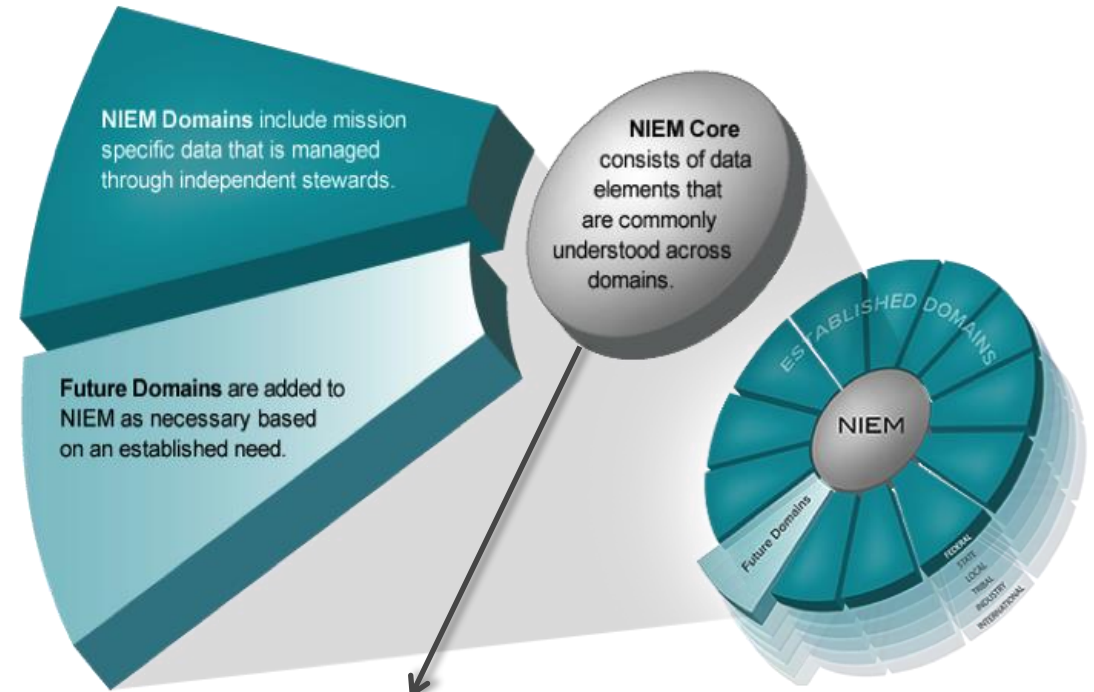 NIEM Domains include mission
specific data that is managed
through independent stewards.
NIEM Core
consists of data
elements that
are commonly
understood across
domains.
Future Domains are added to
NIEM as necessary based
on an established need.
ESTABLISHED DOMAINS
NIEM
Future Domains
FEDERAL
STATE
LOCAL
TRIBAL
INDUSTRY
INTERNATIONAL